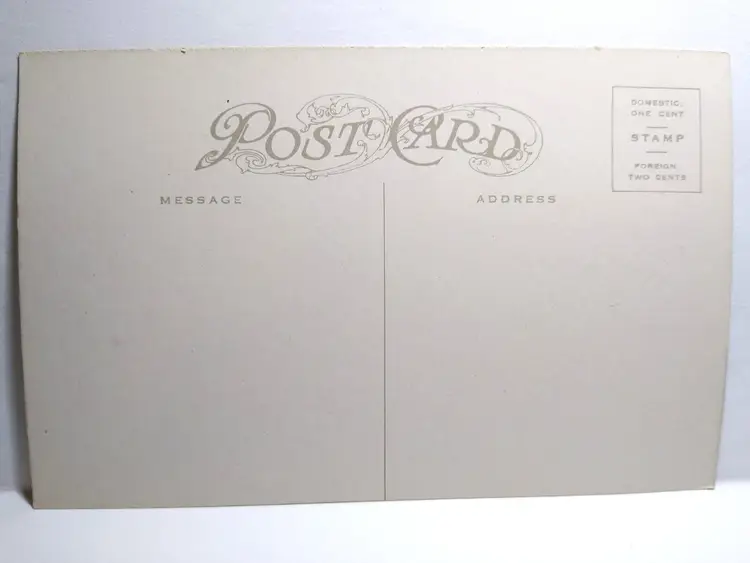 POST CARD
DOMESTIC,
ONE CENT
STAMP
FOREIGN
TWO CENTS
MESSAGE
ADDRESS